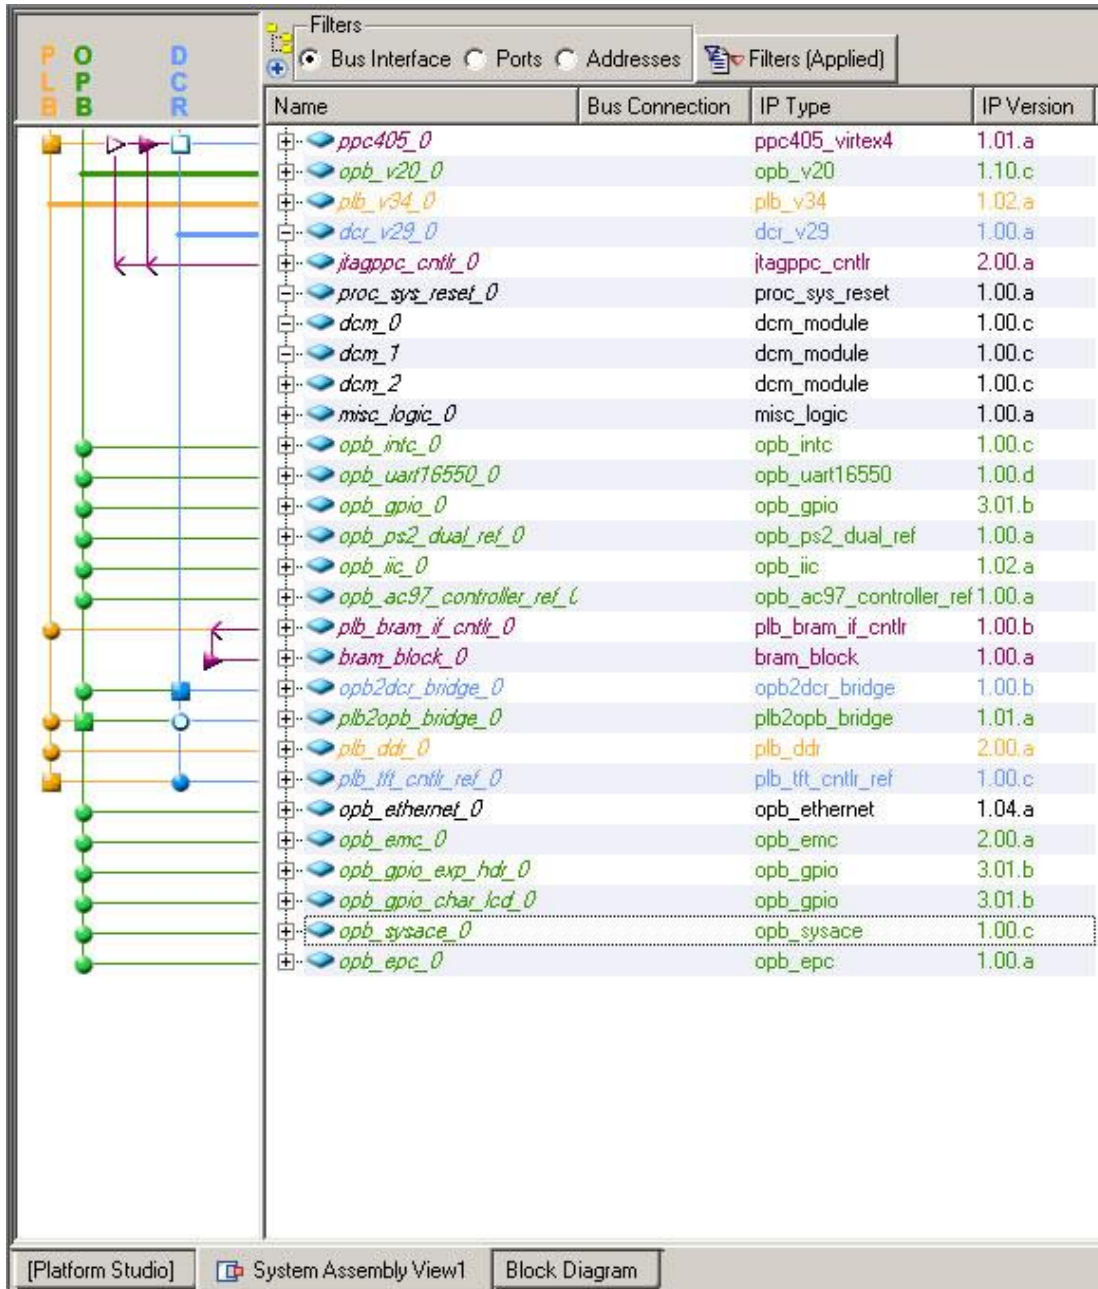 PLB OPB DCR
Filters
Bus Interface Ports Addresses Filters (Applied)
Name Bus Connection IP Type IP Version
ppc405_0 ppc405_virtex4 1.01.a
opb_v20_0 opb_v20 1.10.c
plb_v34_0 plb_v34 1.02.a
dcr_v29_0 dcr_v29 1.00.a
jtagppc_cntlr_0 jtagppc_cntlr 2.00.a
proc_sys_reset_0 proc_sys_reset 1.00.a
dcm_0 dcm_module 1.00.c
dcm_1 dcm_module 1.00.c
dcm_2 dcm_module 1.00.c
misc_logic_0 misc_logic 1.00.a
opb_intc_0 opb_intc 1.00.c
opb_uart16550_0 opb_uart16550 1.00.d
opb_gpio_0 opb_gpio 3.01.b
opb_ps2_dual_ref_0 opb_ps2_dual_ref 1.00.a
opb_iic_0 opb_iic 1.02.a
opb_ac97_controller_ref_0 opb_ac97_controller_ref 1.00.a
plb_bram_if_cntlr_0 plb_bram_if_cntlr 1.00.b
bram_block_0 bram_block 1.00.a
opb2dcr_bridge_0 opb2dcr_bridge 1.00.b
plb2opb_bridge_0 plb2opb_bridge 1.01.a
plb_ddr_0 plb_ddr 2.00.a
plb_tft_cntlr_ref_0 plb_tft_cntlr_ref 1.00.c
opb_ethernet_0 opb_ethernet 1.04.a
opb_emc_0 opb_emc 2.00.a
opb_gpio_exp_hdr_0 opb_gpio 3.01.b
opb_gpio_char_lcd_0 opb_gpio 3.01.b
opb_sysace_0 opb_sysace 1.00.c
opb_epc_0 opb_epc 1.00.a
[Platform Studio] System Assembly View1 Block Diagram